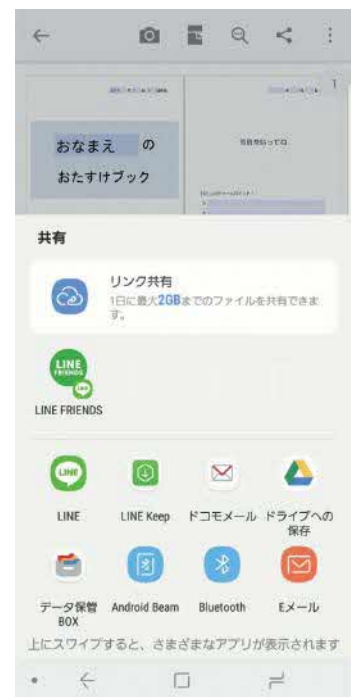 1
おなまえ の
おたすけブック
共有
リンク共有
1日に最大2GBまでのファイルを共有できま
す。
LINE
FRIENDS
LINE
LINE FRIENDS
LINE
LINE
LINE Keep
ドコモメール
ドライブへの
保存
データ保管
BOX
Android Beam
Bluetooth
Eメール
上にスワイプすると、さまざまなアプリが表示されます